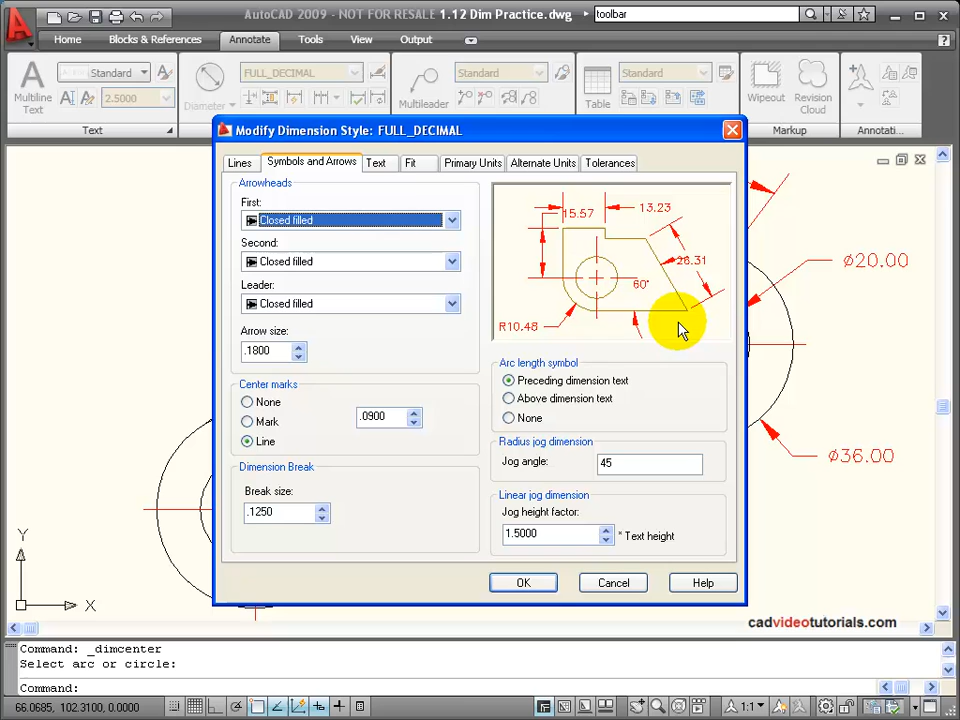 AutoCAD 2009 - NOT FOR RESALE 1.12 Dim Practice.dwg
toolbar
Home
Blocks & References
Annotate
Tools
View
Output
Multiline
Text
Standard
2.5000
Text
Diameter
FULL_DECIMAL
Multileader
Standard
Table
Standard
Wipeout
Revision
Cloud
Markup
Annotati...
Modify Dimension Style: FULL_DECIMAL
Lines
Symbols and Arrows
Text
Fit
Primary Units
Alternate Units
Tolerances
Arrowheads
First:
Closed filled
Second:
Closed filled
Leader:
Closed filled
Arrow size:
.1800
Center marks
None
Mark
Line
.0900
Dimension Break
Break size:
.1250
15.57
13.23
26.31
60°
R10.48
Arc length symbol
Preceding dimension text
Above dimension text
None
Radius jog dimension
Jog angle:
45
Linear jog dimension
Jog height factor:
1.5000
* Text height
OK
Cancel
Help
ø20.00
ø36.00
Y
X
cadvideotutorials.com
Command: _dimcenter
Select arc or circle:
Command:
66.0685, 102.3100, 0.0000
1:1